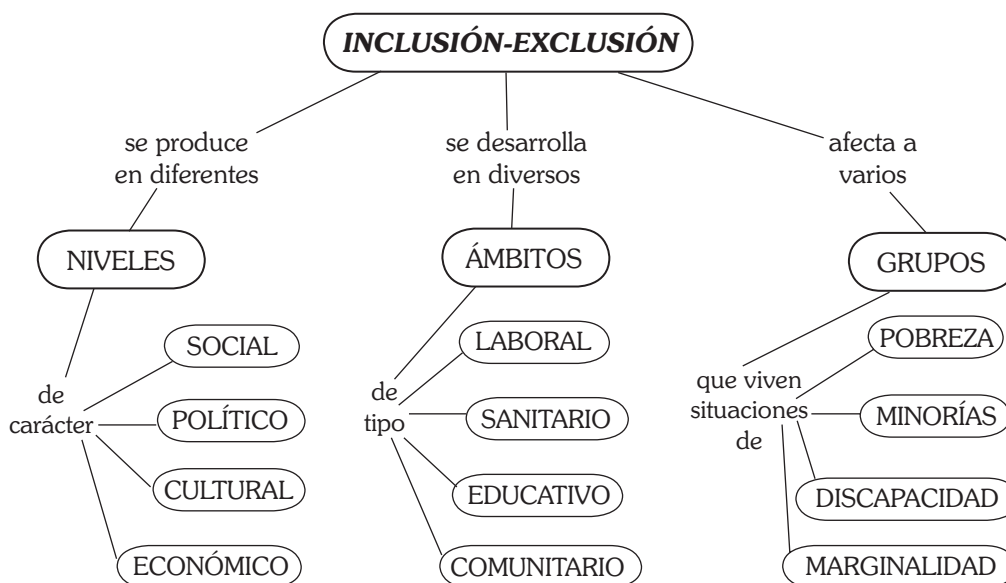 INCLUSIÓN-EXCLUSIÓN
se produce
en diferentes
NIVELES
de
carácter
SOCIAL
POLÍTICO
CULTURAL
ECONÓMICO
se desarrolla
en diversos
ÁMBITOS
de
tipo
LABORAL
SANITARIO
EDUCATIVO
COMUNITARIO
afecta a
varios
GRUPOS
que viven
situaciones
de
POBREZA
MINORÍAS
DISCAPACIDAD
MARGINALIDAD